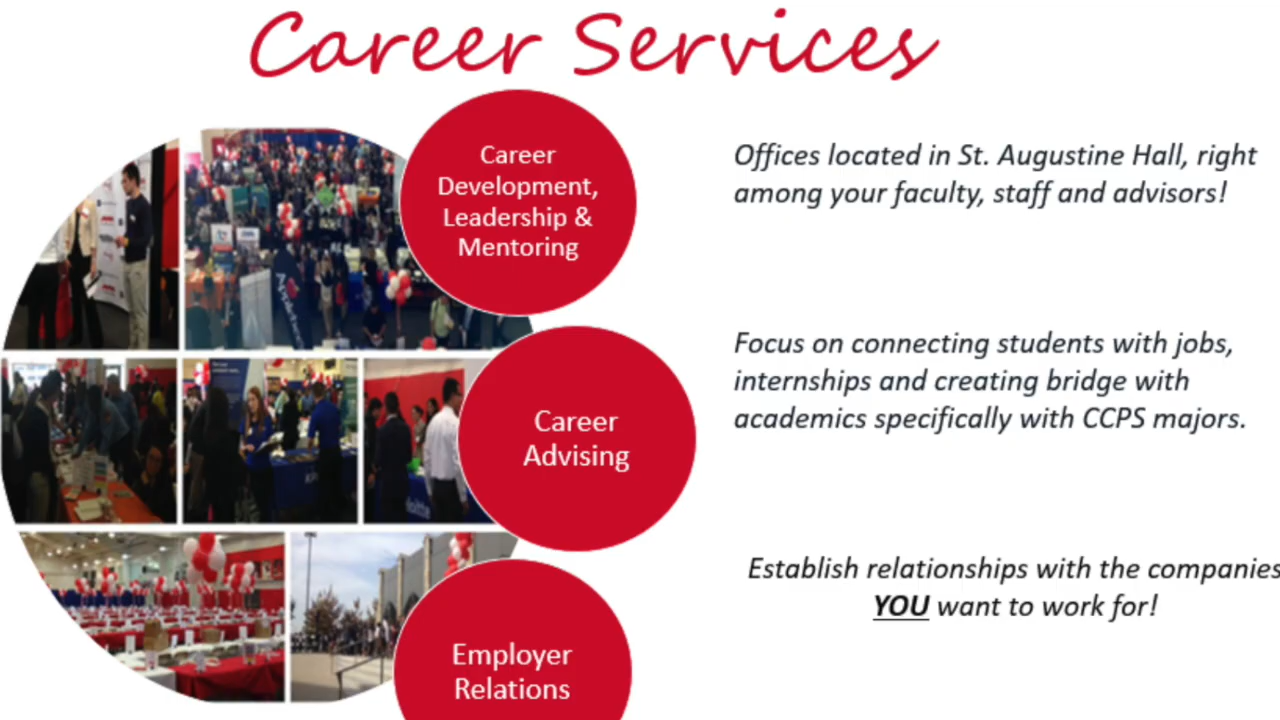 Career Services
Career
Development,
Leadership &
Mentoring
Offices located in St. Augustine Hall, right
among your faculty, staff and advisors!
Career
Advising
Focus on connecting students with jobs,
internships and creating bridge with
academics specifically with CCPS majors.
Employer
Relations
Establish relationships with the companies
YOU want to work for!